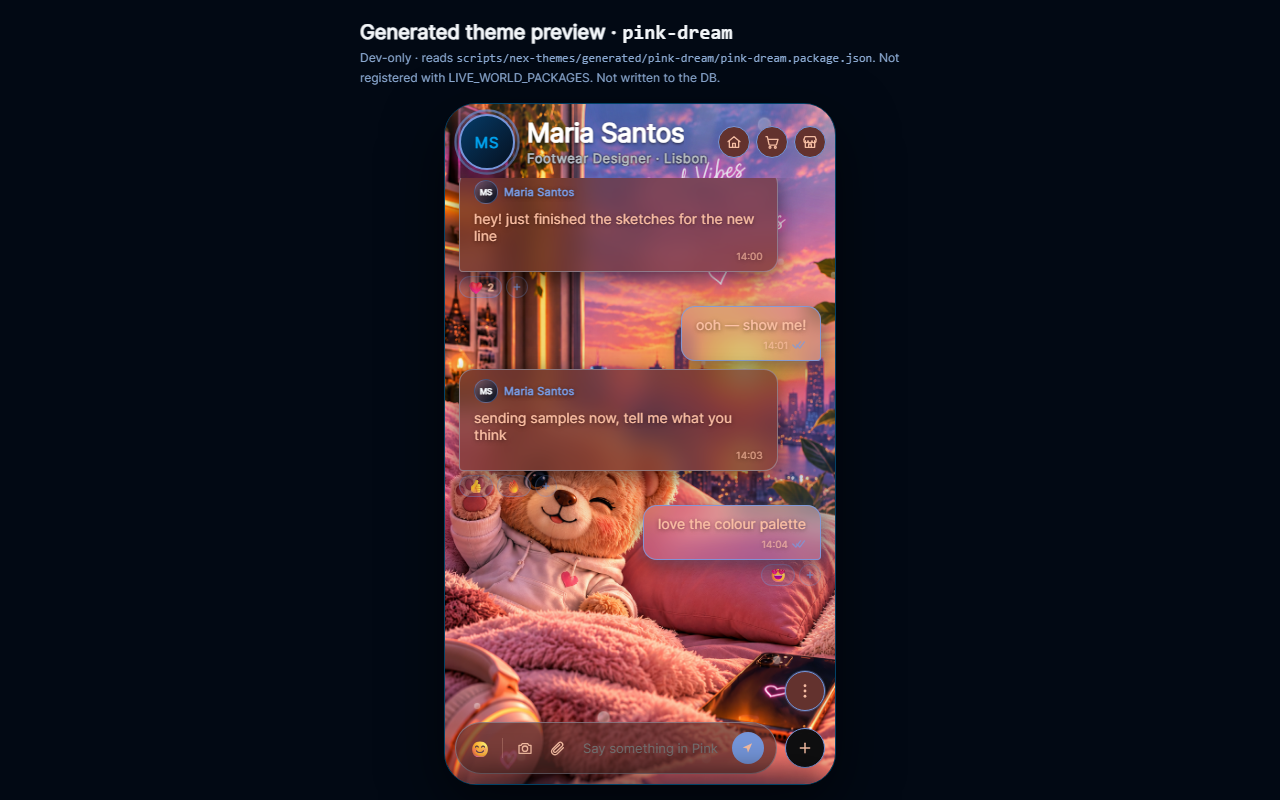 Generated theme preview · pink-dream
Dev-only · reads scripts/nex-themes/generated/pink-dream/pink-dream.package.json. Not
registered with LIVE_WORLD_PACKAGES. Not written to the DB.
MS
Maria Santos
Footwear Designer · Lisbon
Vibes
MS Maria Santos
hey! just finished the sketches for the new
line
14:00
2 +
ooh — show me!
14:01
MS Maria Santos
sending samples now, tell me what you
think
14:03
love the colour palette
14:04
+
Say something in Pink
+